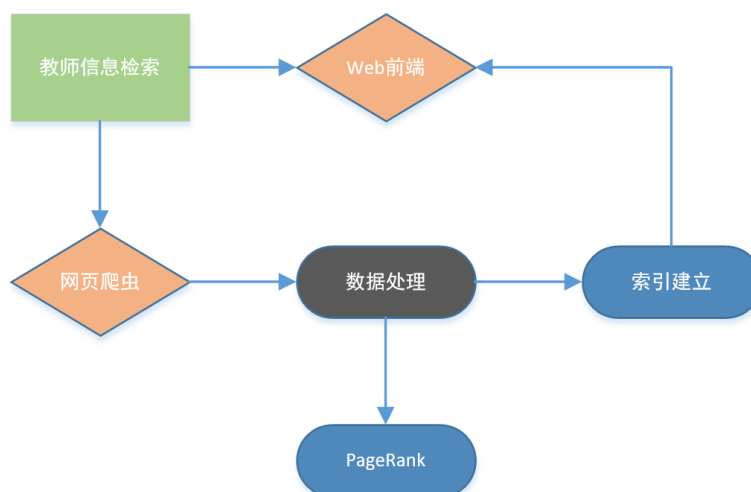 教师信息检索
Web前端
网页爬虫
数据处理
索引建立
PageRank